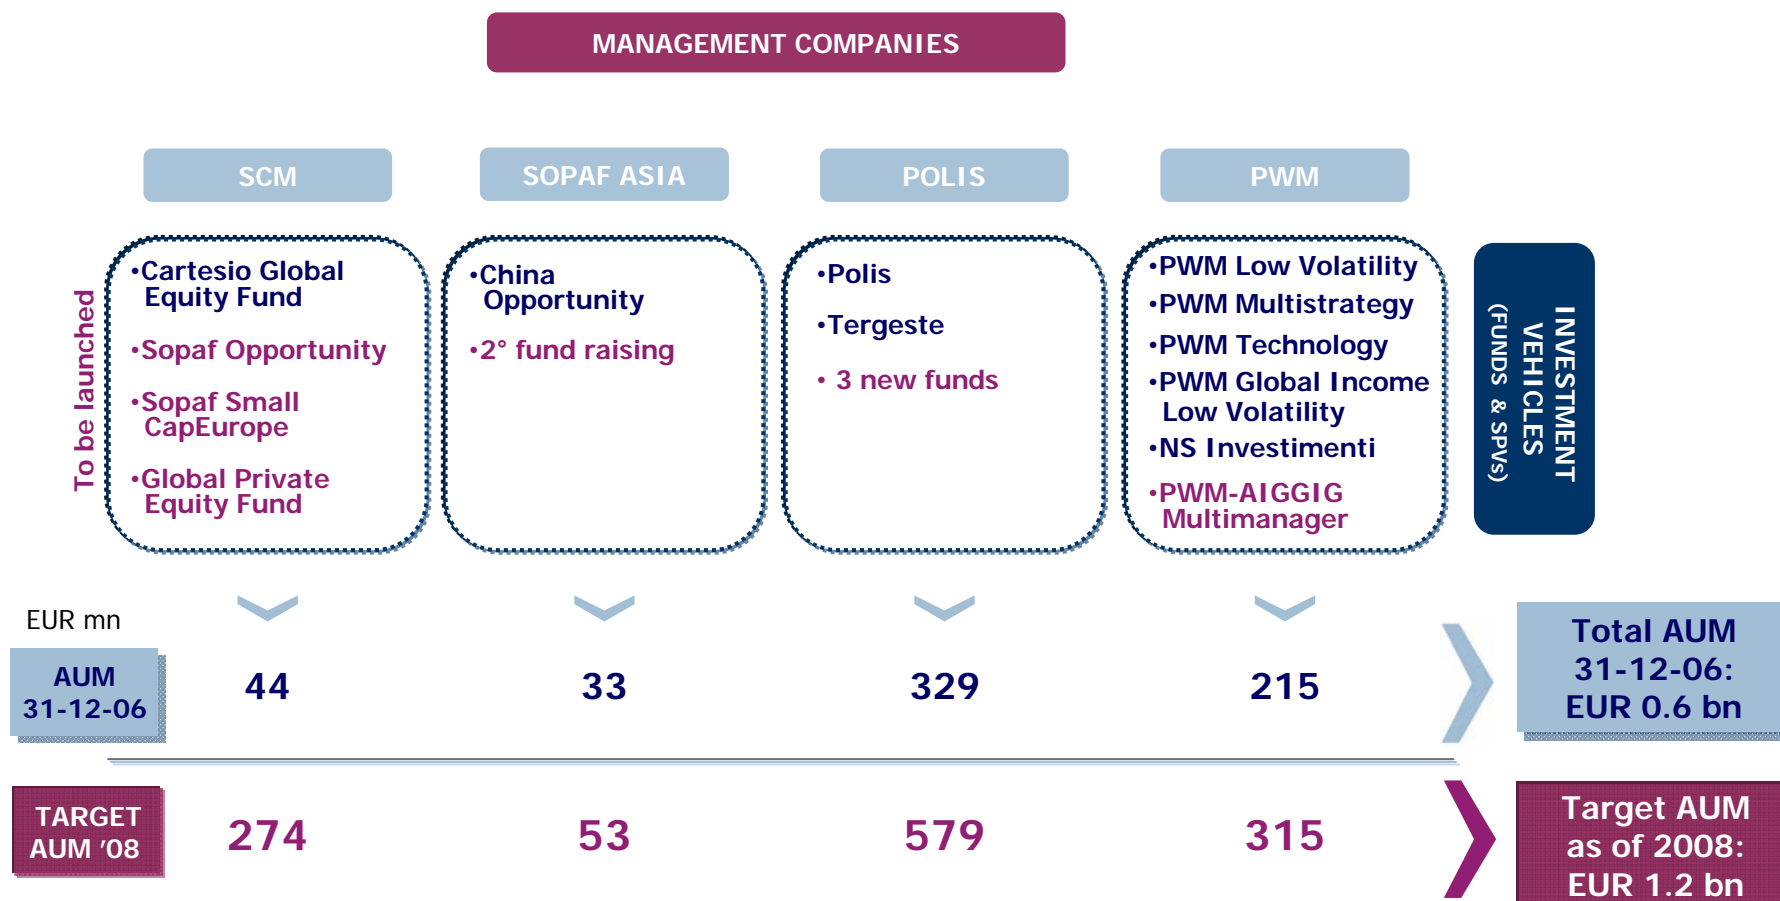 MANAGEMENT COMPANIES
SCM
SOPAF ASIA
POLIS
PWM
To be launched
•Cartesio Global
Equity Fund
•Sopaf Opportunity
•Sopaf Small
CapEurope
•Global Private
Equity Fund
•China
Opportunity
•2° fund raising
•Polis
•Tergeste
• 3 new funds
•PWM Low Volatility
•PWM Multistrategy
•PWM Technology
•PWM Global Income
Low Volatility
•NS Investimenti
•PWM-AIGGIG
Multimanager
INVESTMENT
VEHICLES
(FUNDS & SPVs)
EUR mn
AUM
31-12-06
44
33
329
215
Total AUM
31-12-06:
EUR 0.6 bn
TARGET
AUM '08
274
53
579
315
Target AUM
as of 2008:
EUR 1.2 bn